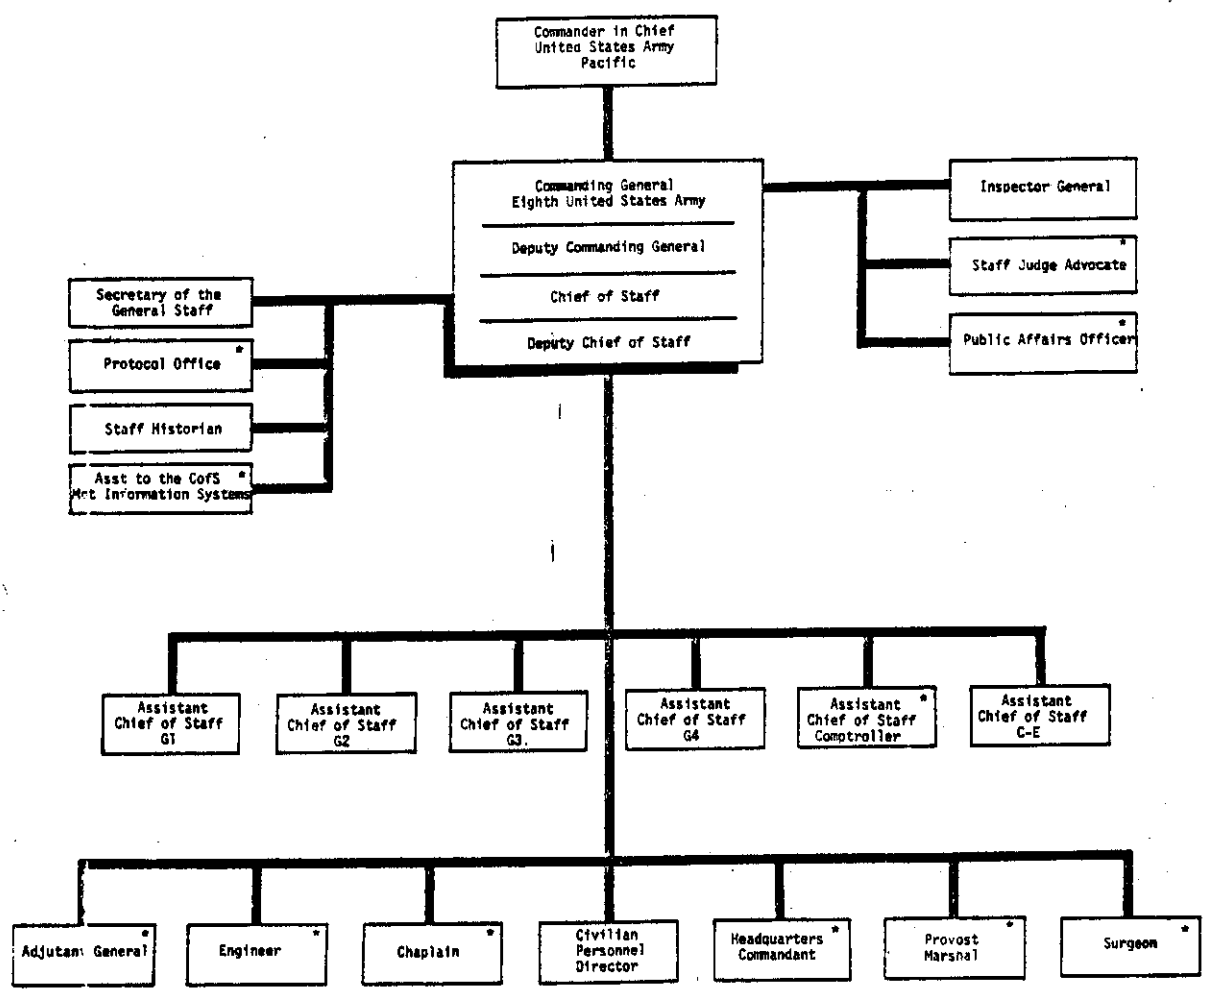 Commander in Chief
United States Army
Pacific
Commanding General
Eighth United States Army
Deputy Commanding General
Chief of Staff
Deputy Chief of Staff
Inspector General
*
Staff Judge Advocate
*
Public Affairs Officer
Secretary of the
General Staff
*
Protocol Office
Staff Historian
Asst to the CofS *
Mgt Information Systems
Assistant
Chief of Staff
G1
Assistant
Chief of Staff
G2
Assistant
Chief of Staff
G3.
Assistant
Chief of Staff
G4
Assistant *
Chief of Staff
Comptroller
Assistant
Chief of Staff
C-E
*
Adjutant General
*
Engineer
*
Chaplain
Civilian
Personnel
Director
*
Headquarters
Commandant
*
Provost
Marshal
*
Surgeon